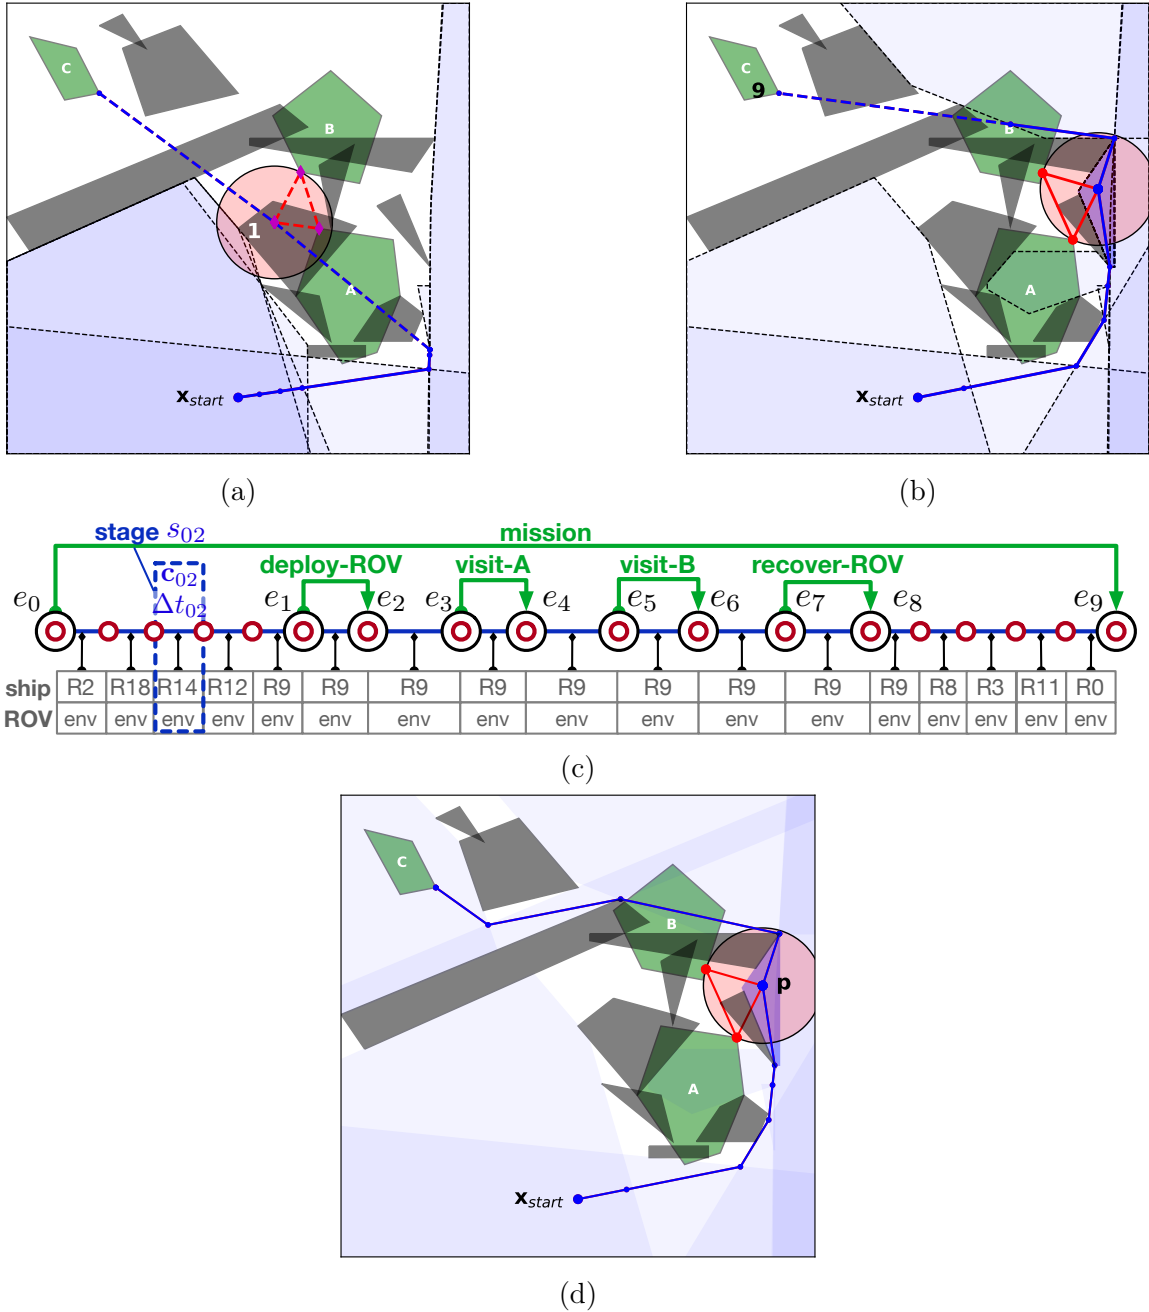 C
C
9
B
B
1
A
A
x_start
x_start
(a)
(b)
stage s_02
mission
c_02
Δt_02
deploy-ROV
visit-A
visit-B
recover-ROV
e_0 e_1 e_2 e_3 e_4 e_5 e_6 e_7 e_8 e_9
ship R2 R18 R14 R12 R9 R9 R9 R9 R9 R9 R9 R9 R9 R8 R3 R11 R0
ROV env env env env env env env env env env env env env env env env env
(c)
C
B
p
A
x_start
(d)